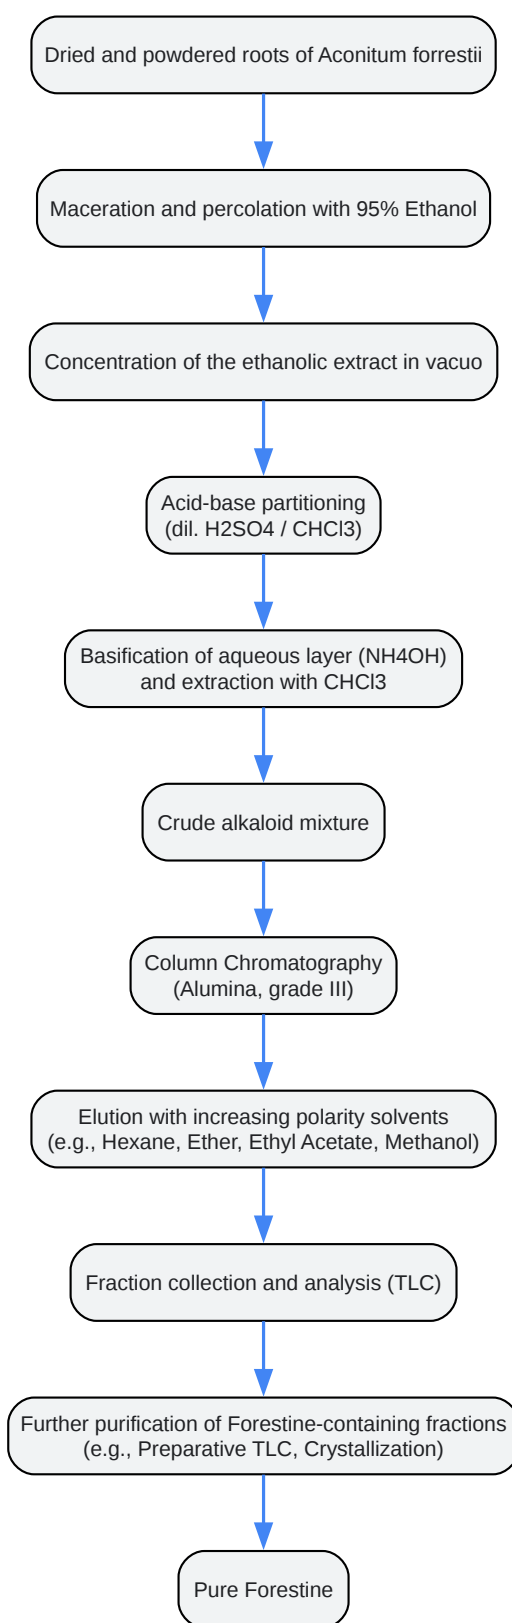 Dried and powdered roots of Aconitum forrestii
Maceration and percolation with 95% Ethanol
Concentration of the ethanolic extract in vacuo
Acid-base partitioning
(dil. H2SO4 / CHCl3)
Basification of aqueous layer (NH4OH)
and extraction with CHCl3
Crude alkaloid mixture
Column Chromatography
(Alumina, grade III)
Elution with increasing polarity solvents
(e.g., Hexane, Ether, Ethyl Acetate, Methanol)
Fraction collection and analysis (TLC)
Further purification of Forestine-containing fractions
(e.g., Preparative TLC, Crystallization)
Pure Forestine